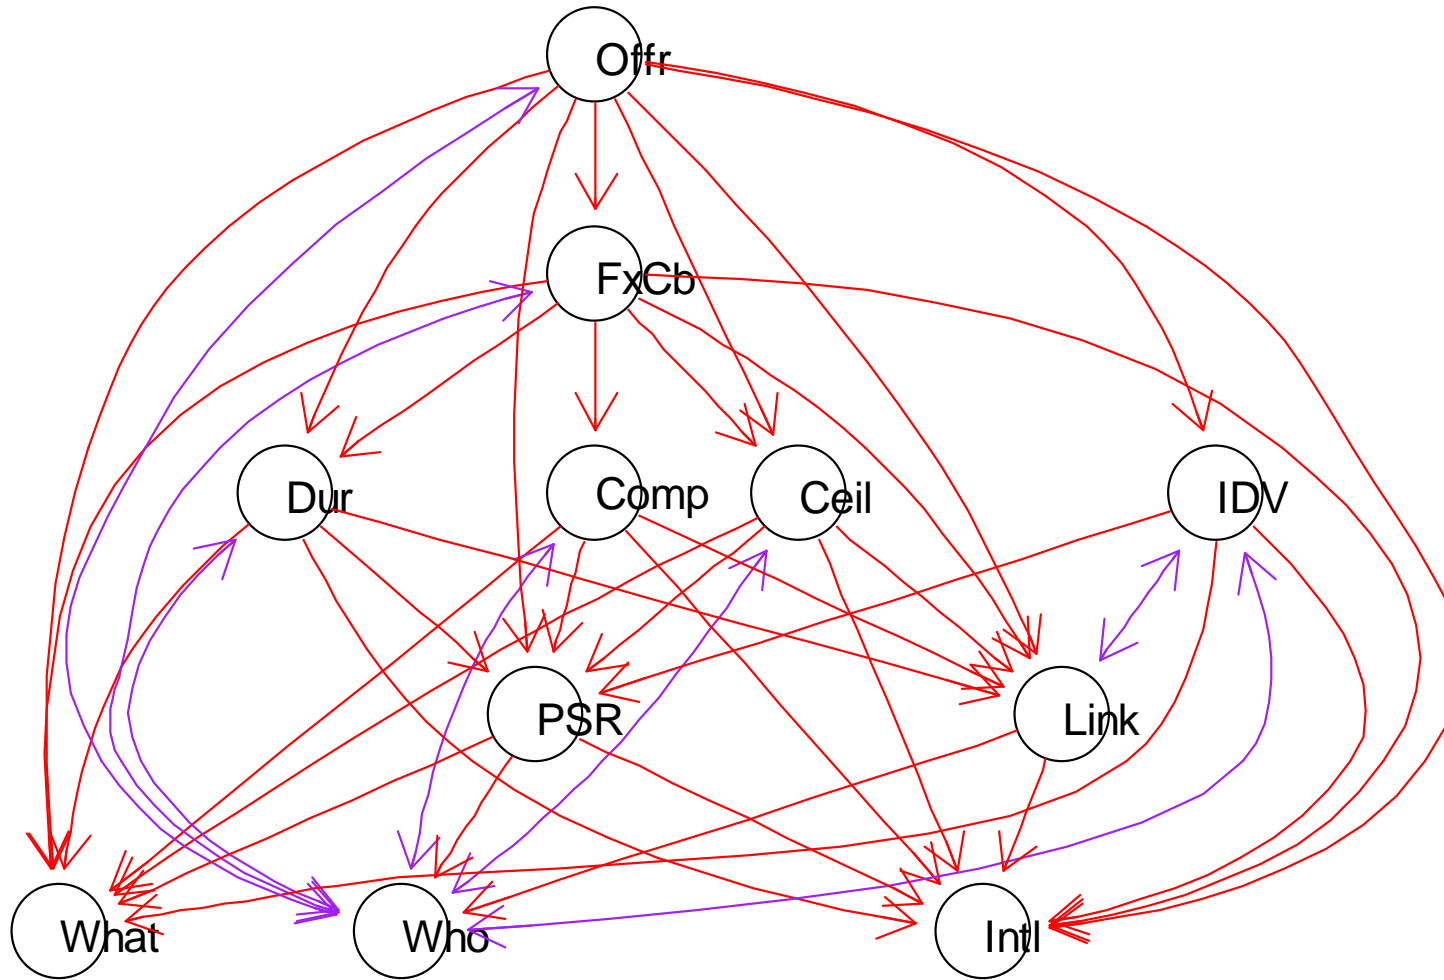 Offr
FxCb
Dur
Comp
Ceil
IDV
PSR
Link
What
Who
Intl